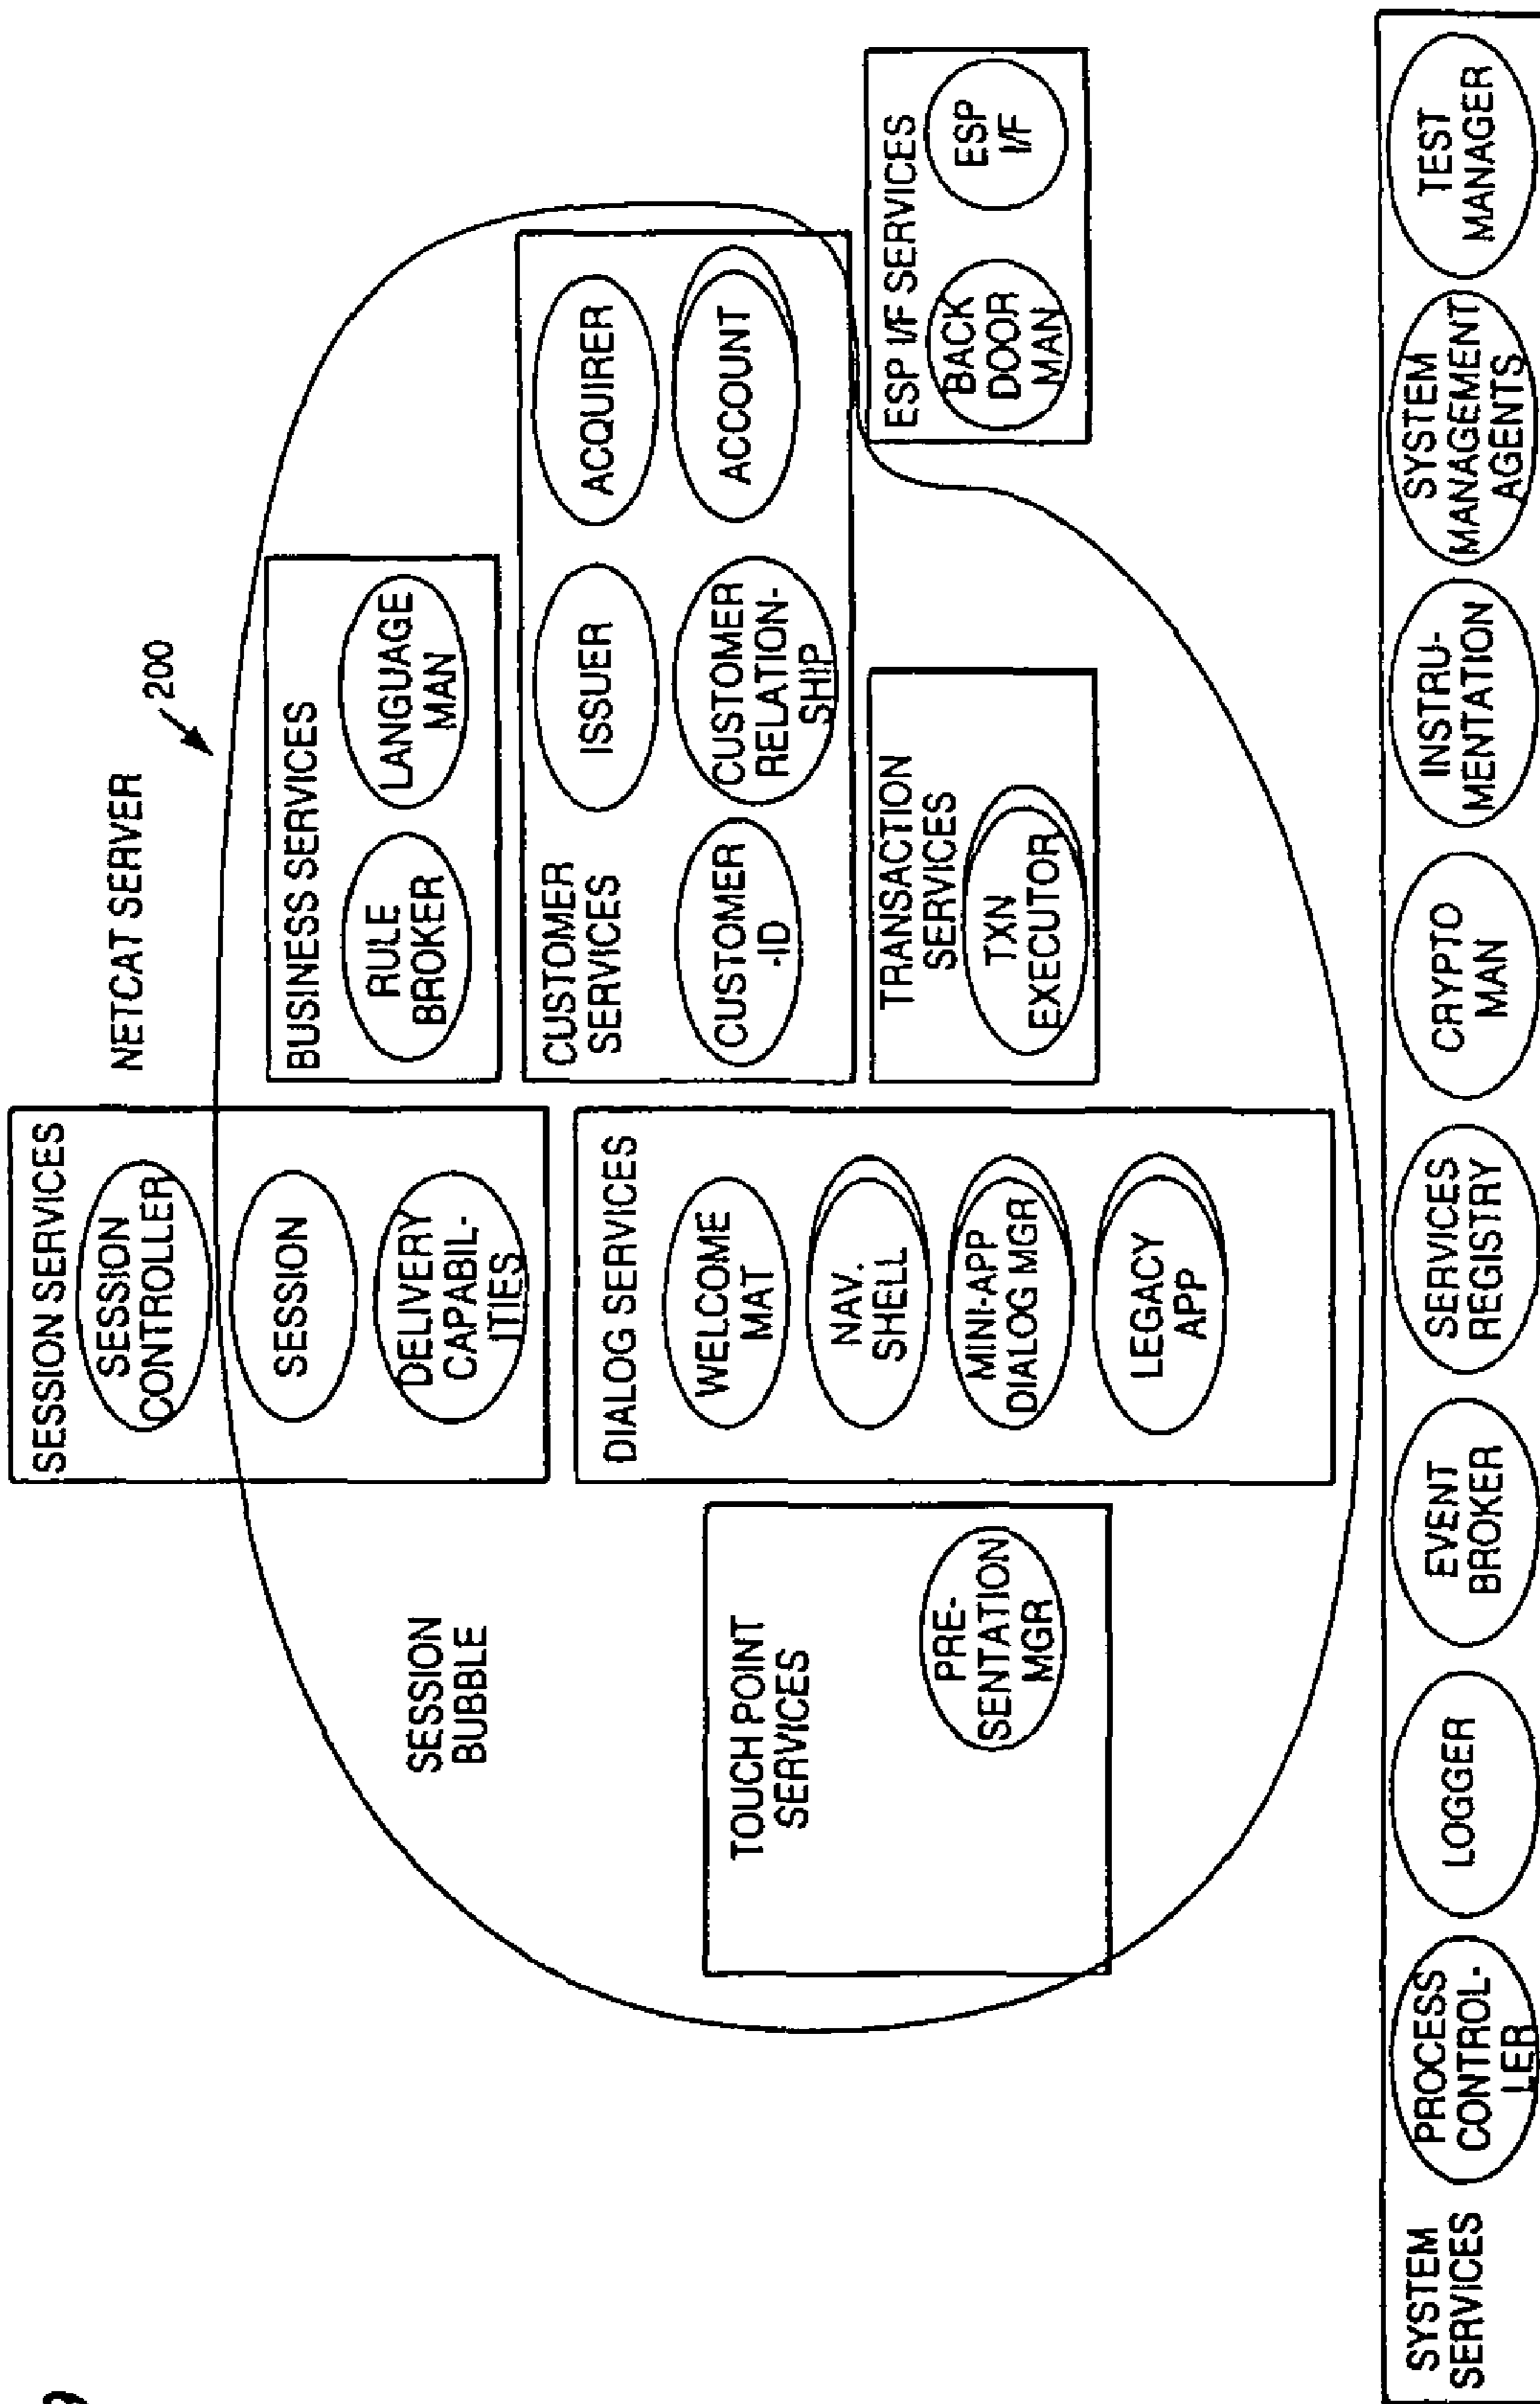 NETCAT SERVER
200
SESSION SERVICES
SESSION
CONTROLLER
SESSION
DELIVERY
CAPABIL-
ITIES
BUSINESS SERVICES
RULE
BROKER
LANGUAGE
MAN
SESSION
BUBBLE
CUSTOMER
SERVICES
ISSUER
ACQUIRER
CUSTOMER
-ID
CUSTOMER
RELATION-
SHIP
ACCOUNT
DIALOG SERVICES
WELCOME
MAT
NAV.
SHELL
MINI-APP
DIALOG MGR
LEGACY
APP
TOUCH POINT
SERVICES
PRE-
SENTATION
MGR
TRANSACTION
SERVICES
TXN
EXECUTOR
ESP I/F SERVICES
BACK
DOOR
MAN
ESP
I/F
SYSTEM
SERVICES
PROCESS
CONTROL-
LER
LOGGER
EVENT
BROKER
SERVICES
REGISTRY
CRYPTO
MAN
INSTRU-
MENTATION
SYSTEM
MANAGEMENT
AGENTS
TEST
MANAGER